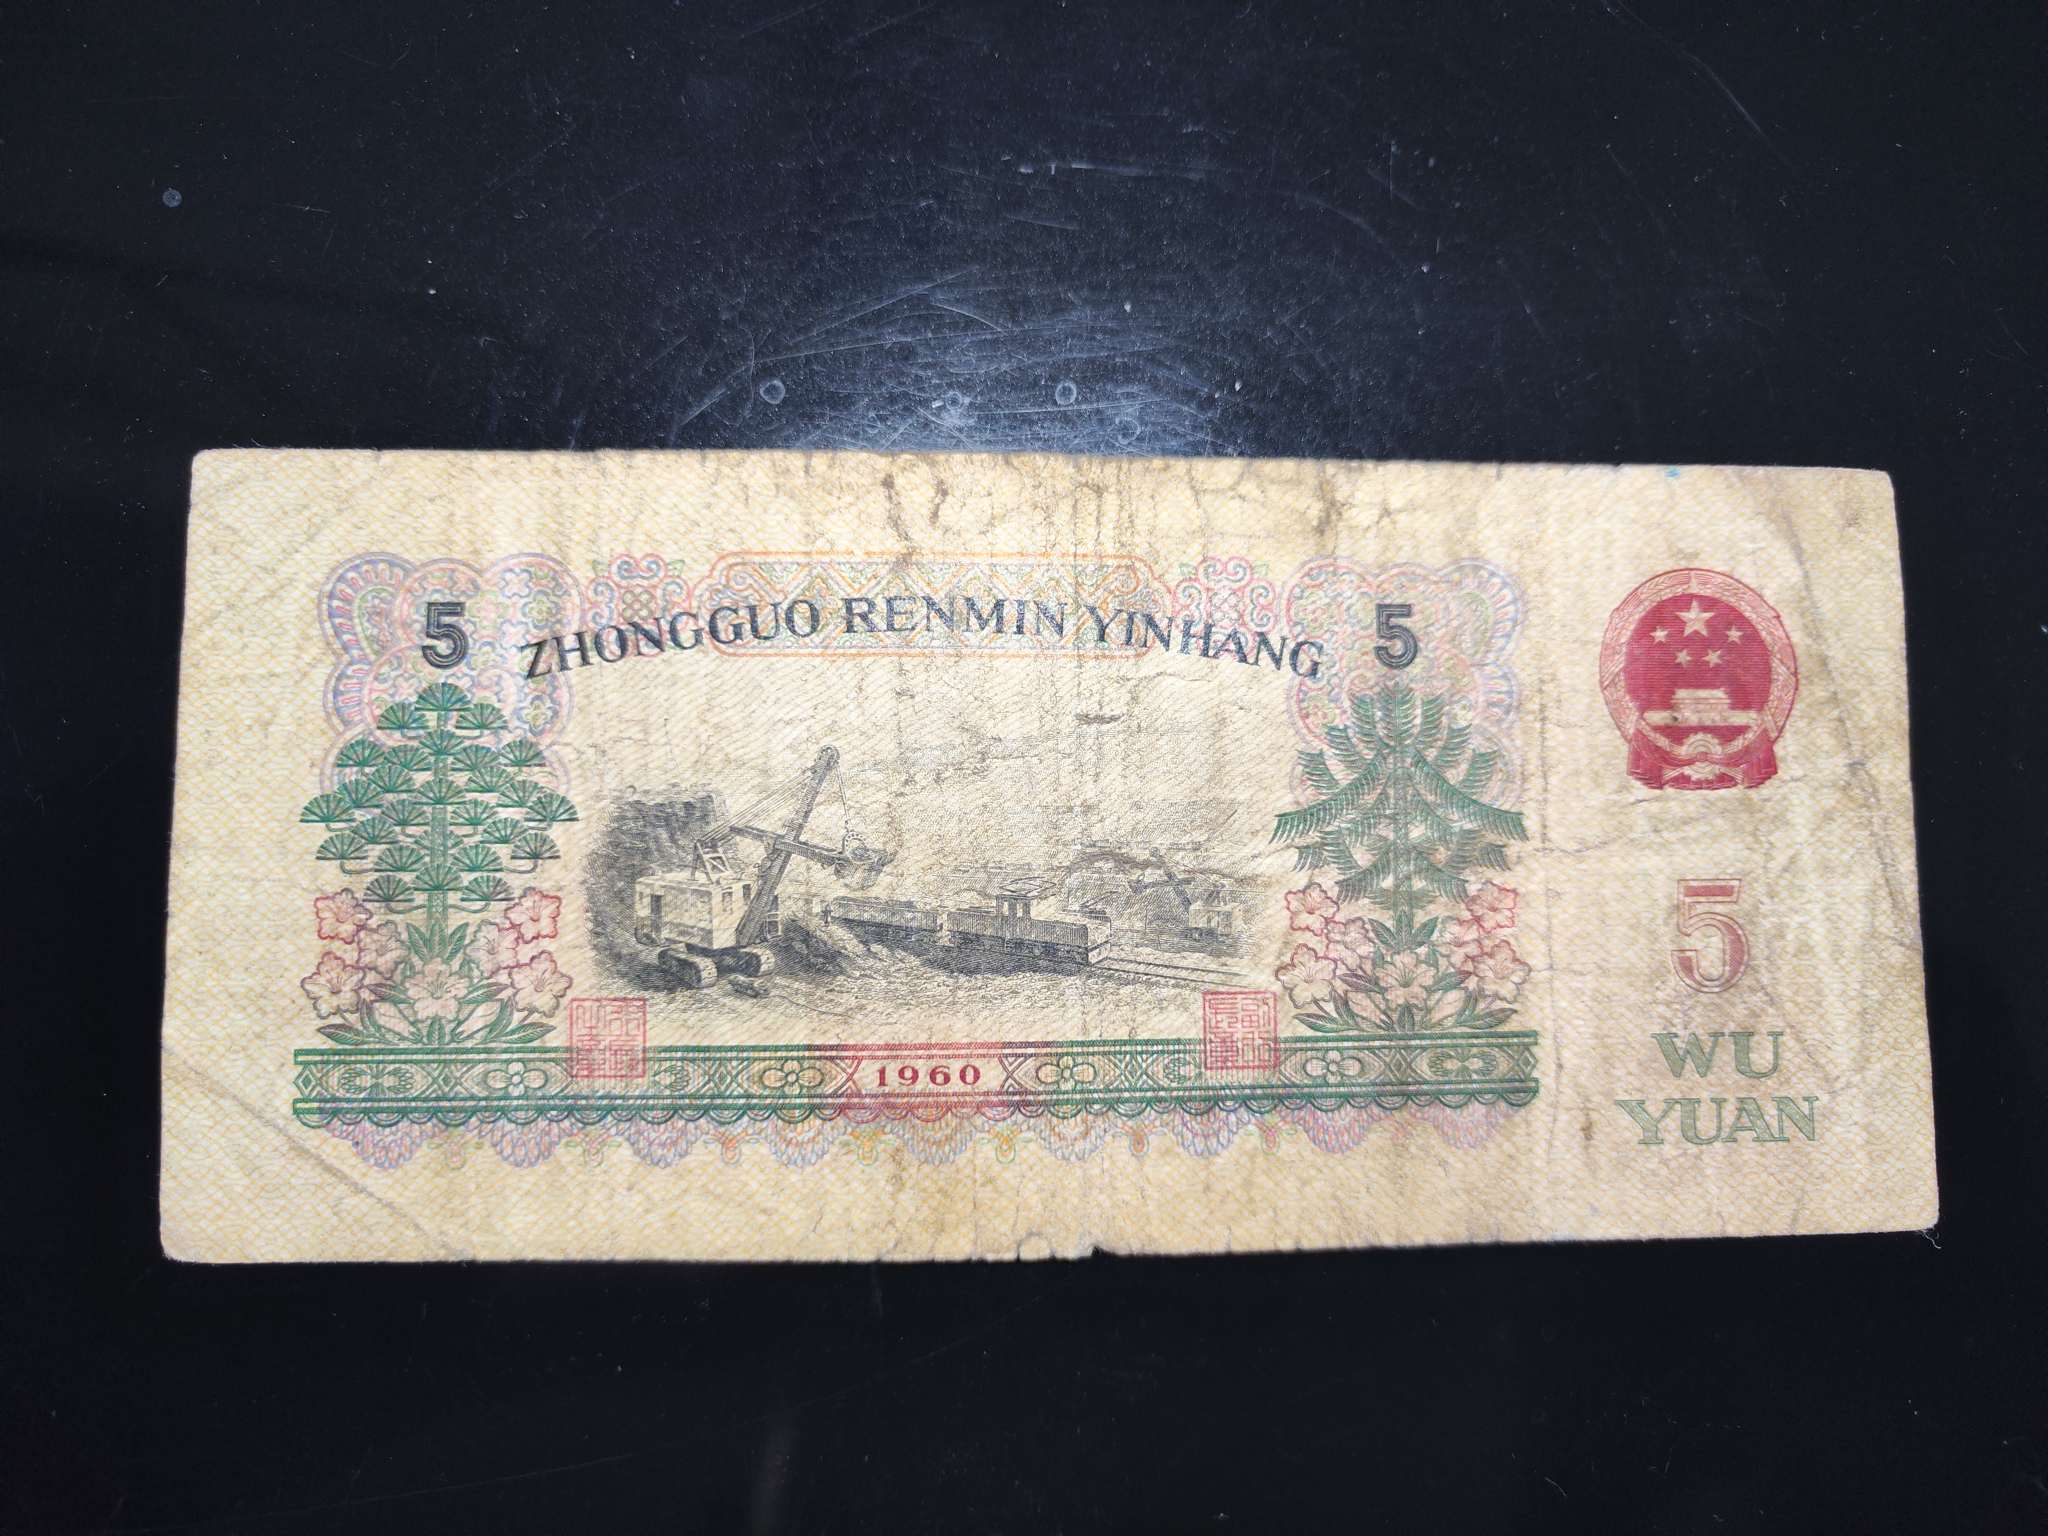 5
ZHONGGUO RENMIN YINHANG
5
5
WU
YUAN
1960